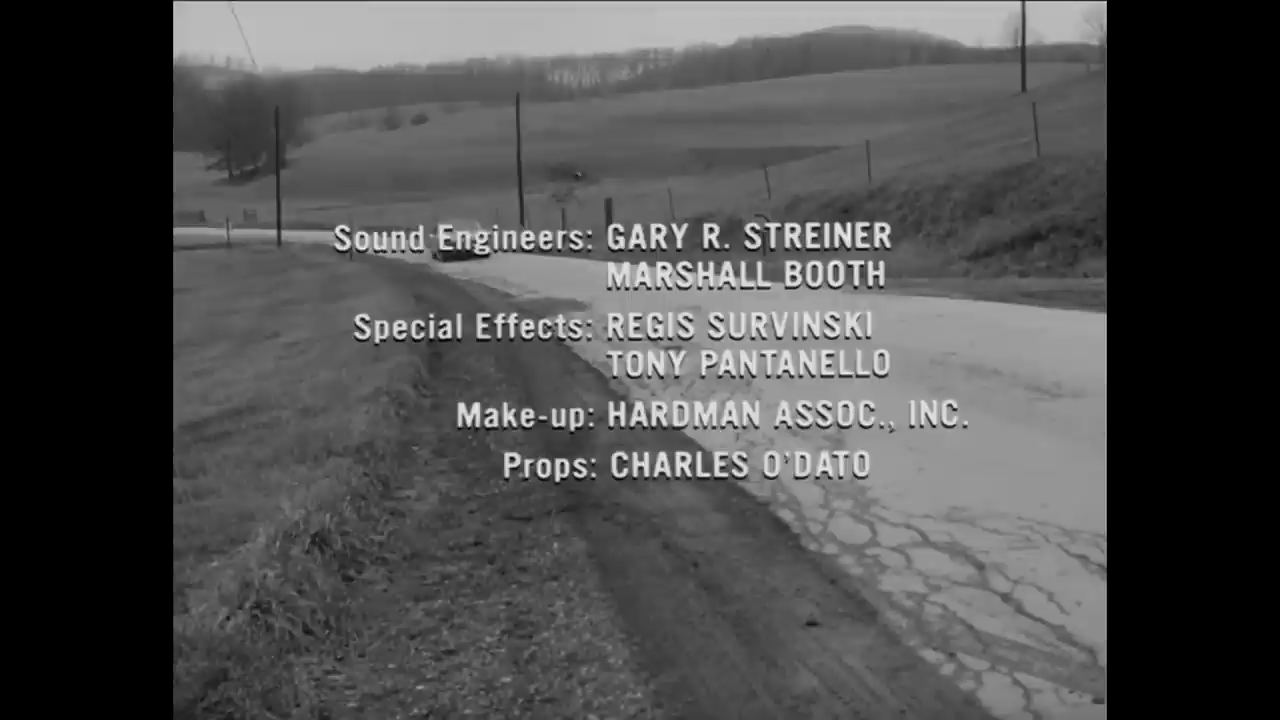 Sound Engineers: GARY R. STREINER
MARSHALL BOOTH
Special Effects: REGIS SURVINSKI
TONY PANTANELLO
Make-up: HARDMAN ASSOC., INC.
Props: CHARLES O'DATO